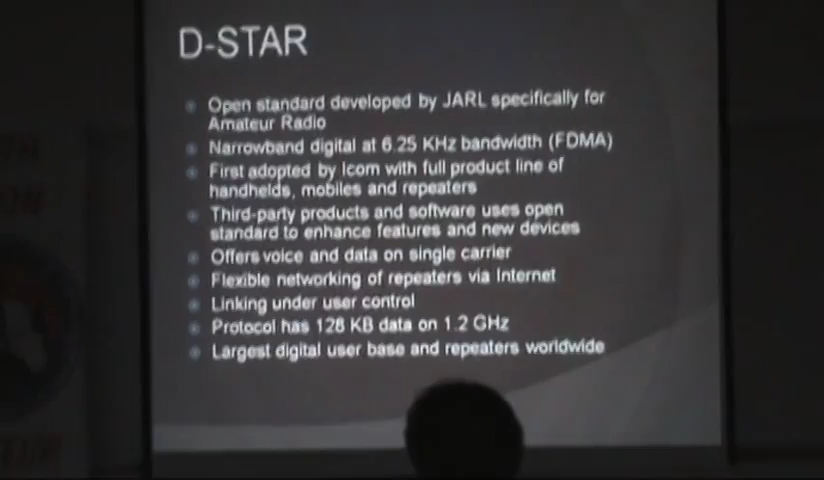 D-STAR
Open standard developed by JARL specifically for
Amateur Radio
Narrowband digital at 6.25 KHz bandwidth (FDMA)
First adopted by Icom with full product line of
handhelds, mobiles and repeaters
Third-party products and software uses open
standard to enhance features and new devices
Offers voice and data on single carrier
Flexible networking of repeaters via Internet
Linking under user control
Protocol has 128 KB data on 1.2 GHz
Largest digital user base and repeaters worldwide